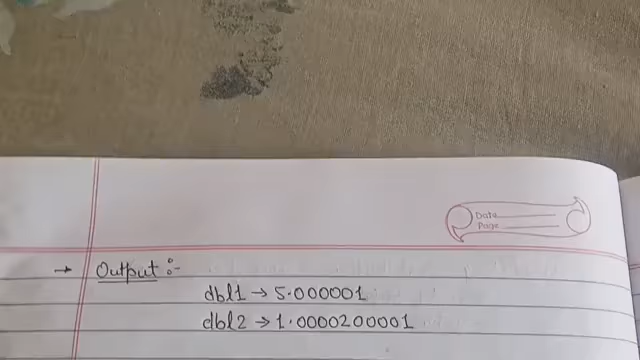 Date
Page
→ Output :-
dbl1 → 5.000001
dbl2 → 1.0000200001